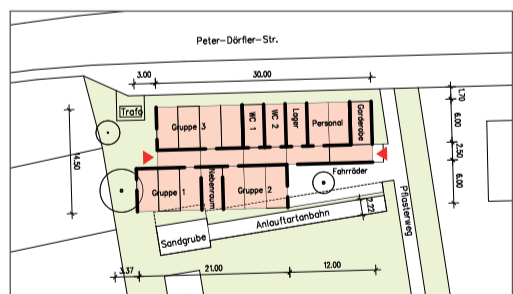 Peter-Dörfler-Str.
3.00
30.00
1.70
Trafo
6.00
Gruppe 3
WC 1
WC 2
Lager
Personal
Garderobe
14.50
2.50
Fahrräder
6.00
Gruppe 1
Nebenraum
Gruppe 2
2.22
Pflasterweg
Anlauftartanbahn
Sandgrube
3.37
21.00
12.00